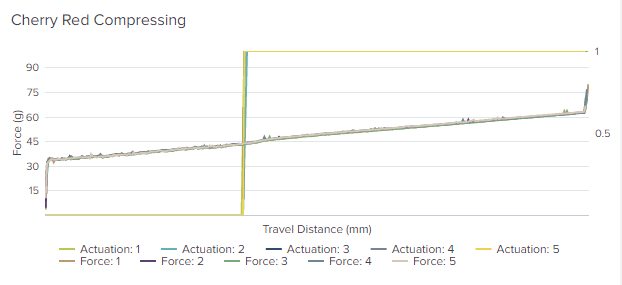 Cherry Red Compressing
90
75
60
45
30
15
Force (g)
1
0.5
Travel Distance (mm)
Actuation: 1 Actuation: 2 Actuation: 3 Actuation: 4 Actuation: 5
Force: 1 Force: 2 Force: 3 Force: 4 Force: 5